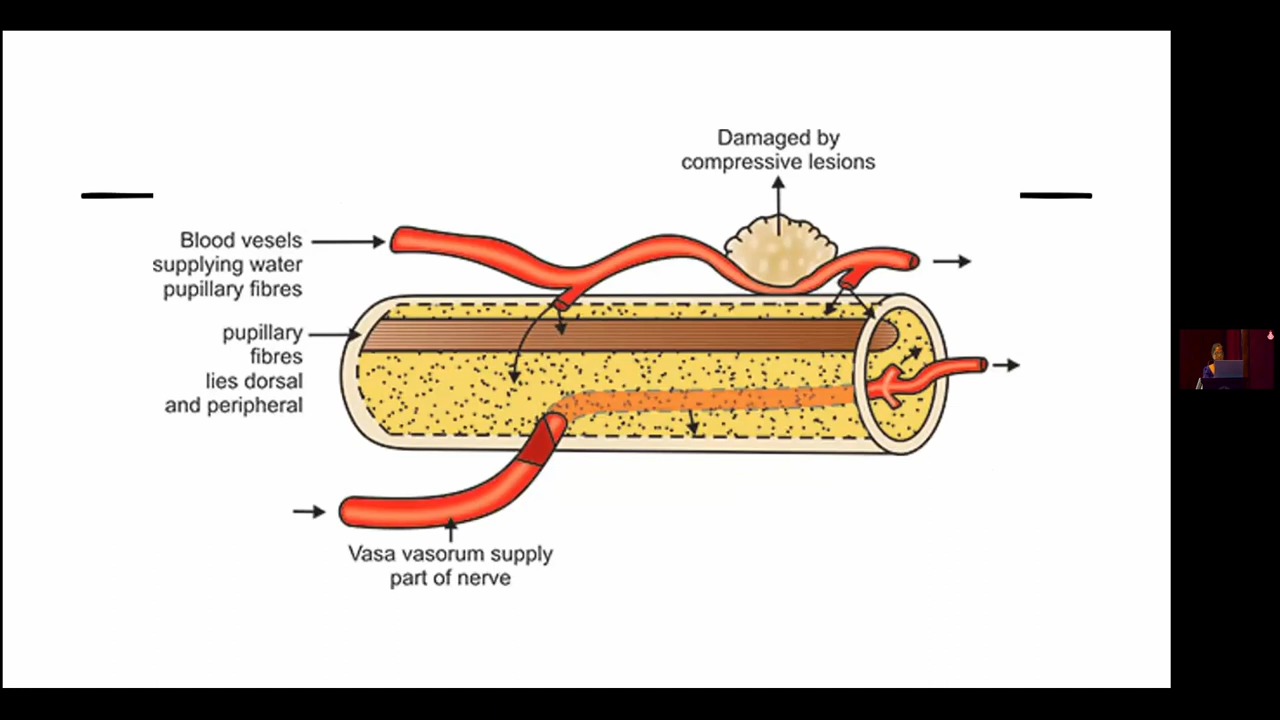 Damaged by
compressive lesions
Blood vesels
supplying water
pupillary fibres
pupillary
fibres
lies dorsal
and peripheral
Vasa vasorum supply
part of nerve